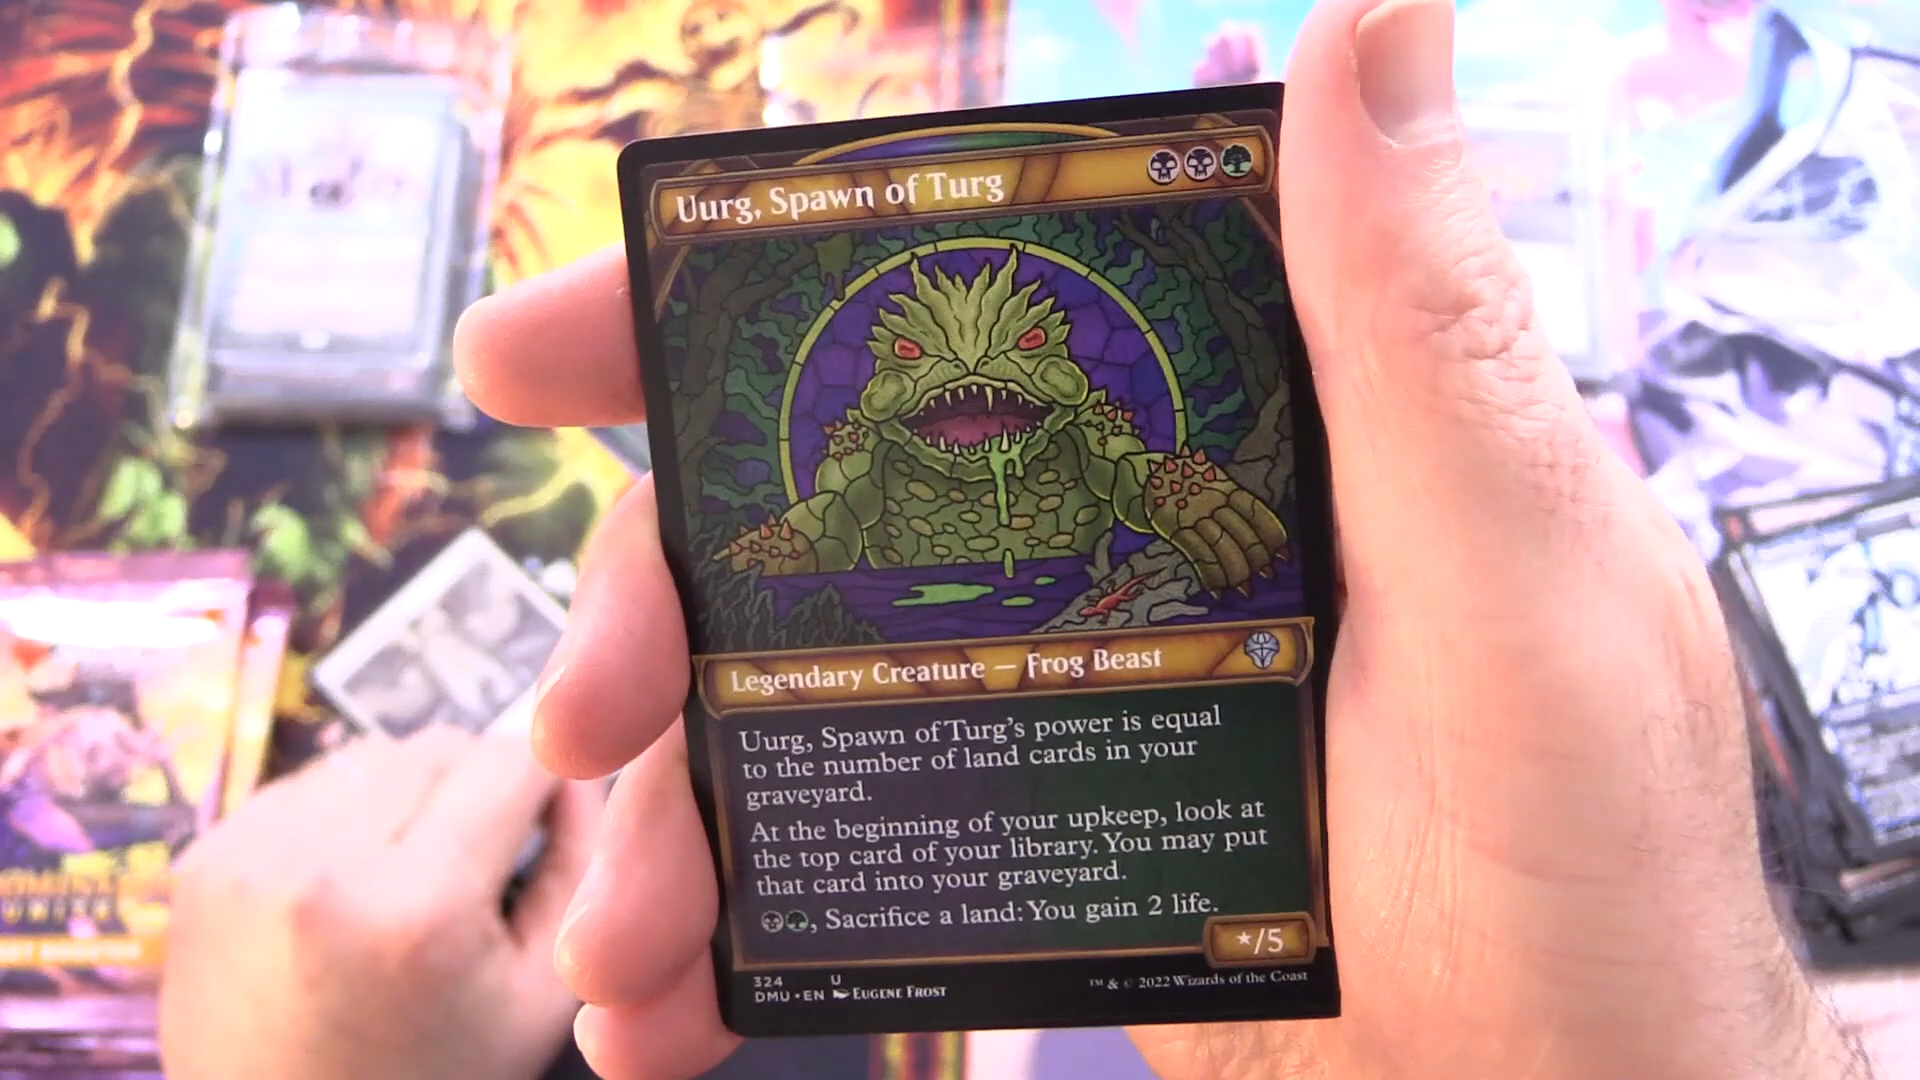 Uurg, Spawn of Turg
Legendary Creature — Frog Beast
Uurg, Spawn of Turg's power is equal
to the number of land cards in your
graveyard.
At the beginning of your upkeep, look at
the top card of your library. You may put
that card into your graveyard.
, Sacrifice a land: You gain 2 life.
★/5
324 U
DMU • EN EUGENE FROST
™ & © 2022 Wizards of the Coast